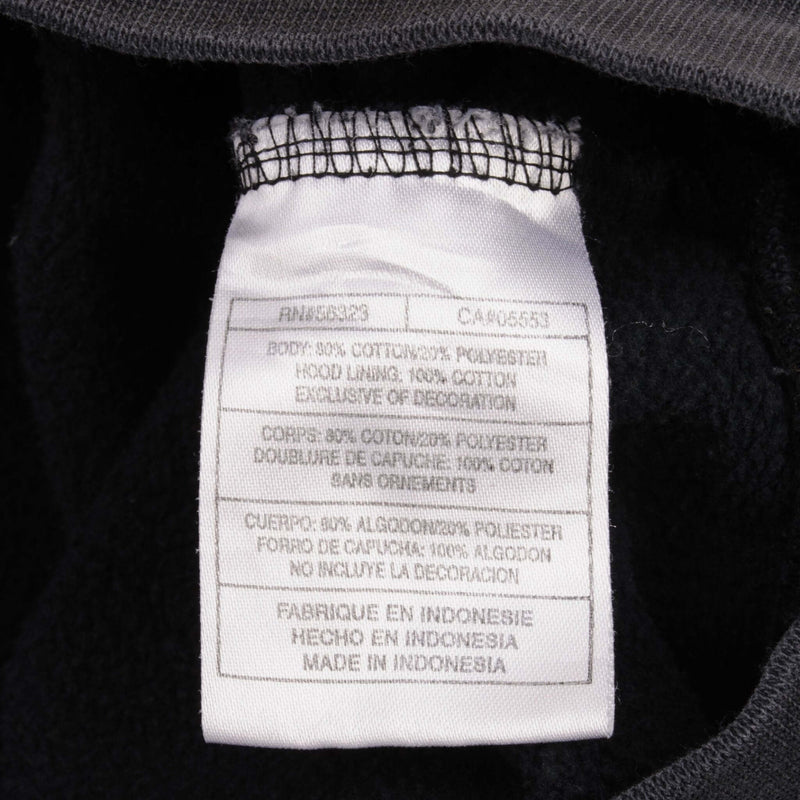 RN#56323 CA#05553
BODY: 80% COTTON/20% POLYESTER
HOOD LINING: 100% COTTON
EXCLUSIVE OF DECORATION
CORPS: 80% COTON/20% POLYESTER
DOUBLURE DE CAPUCHE: 100% COTON
SANS ORNEMENTS
CUERPO: 80% ALGODON/20% POLIESTER
FORRO DE CAPUCHA: 100% ALGODON
NO INCLUYE LA DECORACION
FABRIQUE EN INDONESIE
HECHO EN INDONESIA
MADE IN INDONESIA